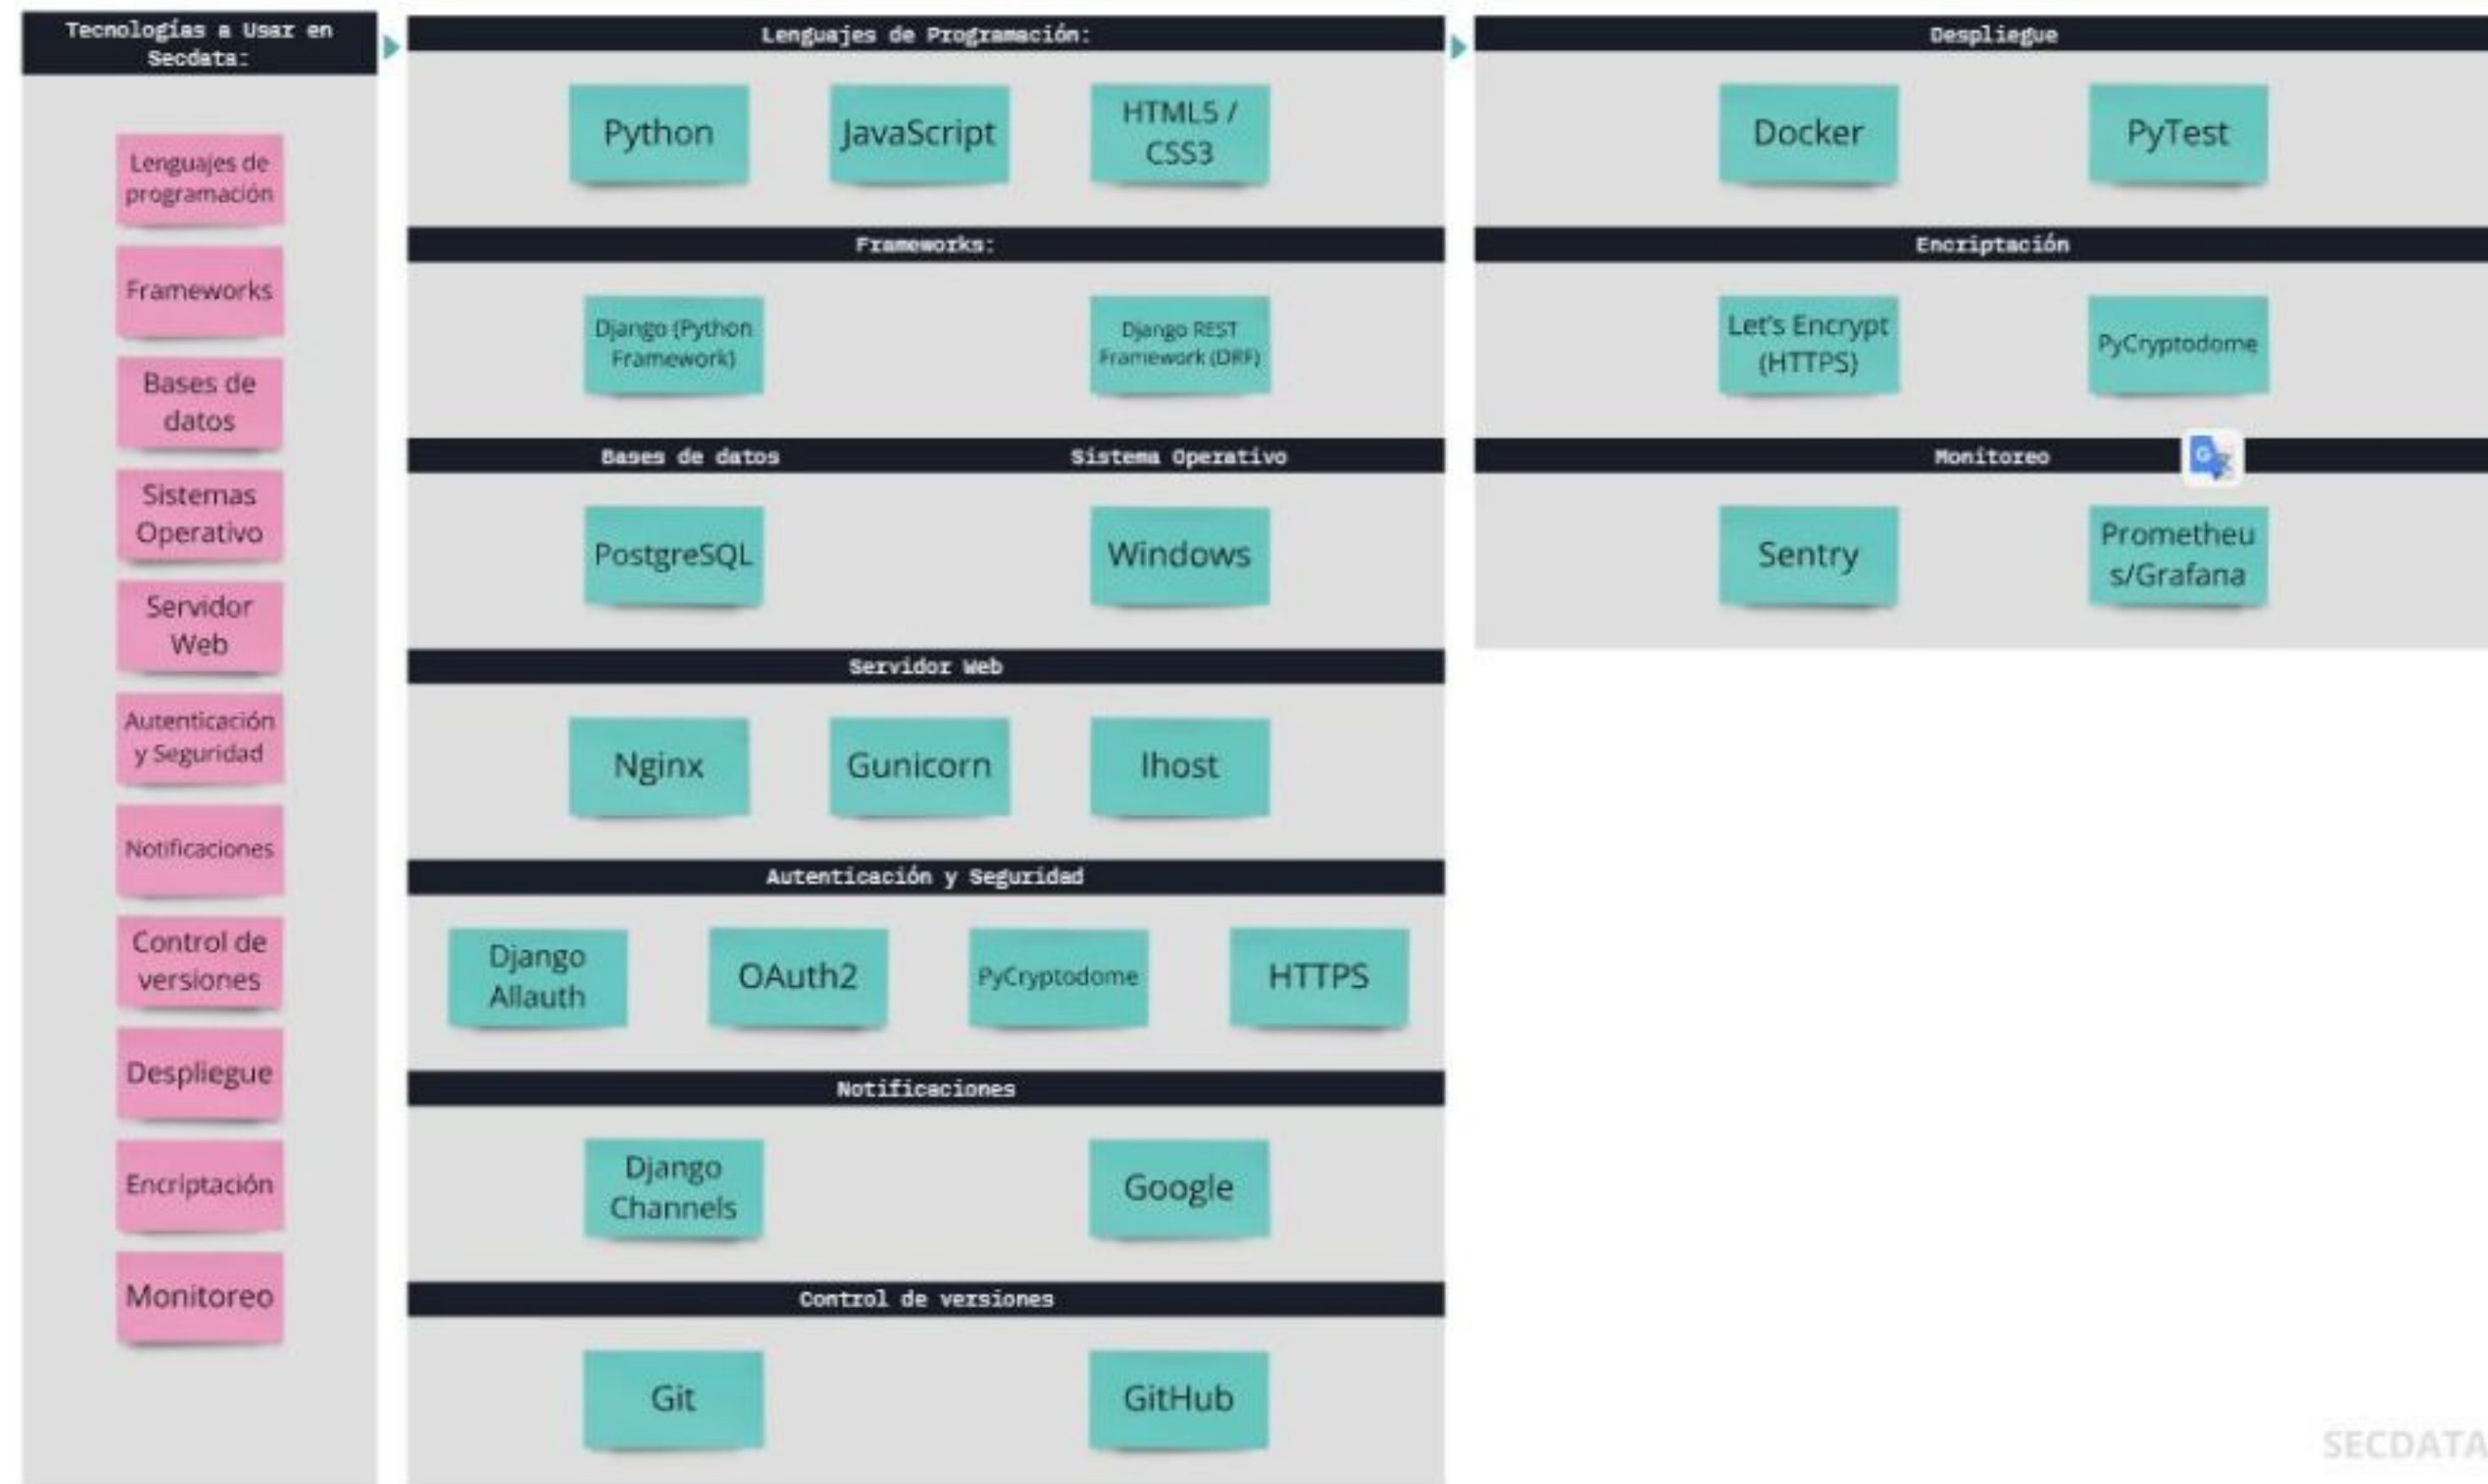 Tecnologías a Usar en
Secdata:
Lenguajes de
programación
Frameworks
Bases de
datos
Sistemas
Operativo
Servidor
Web
Autenticación
y Seguridad
Notificaciones
Control de
versiones
Despliegue
Encriptación
Monitoreo
Lenguajes de Programación:
Python
JavaScript
HTML5 /
CSS3
Frameworks:
Django (Python
Framework)
Django REST
Framework (DRF)
Bases de datos
Sistema Operativo
PostgreSQL
Windows
Servidor Web
Nginx
Gunicorn
Ihost
Autenticación y Seguridad
Django
Allauth
OAuth2
PyCryptodome
HTTPS
Notificaciones
Django
Channels
Google
Control de versiones
Git
GitHub
Despliegue
Docker
PyTest
Encriptación
Let's Encrypt
(HTTPS)
PyCryptodome
Monitoreo
Sentry
Prometheu
s/Grafana
SECDATA